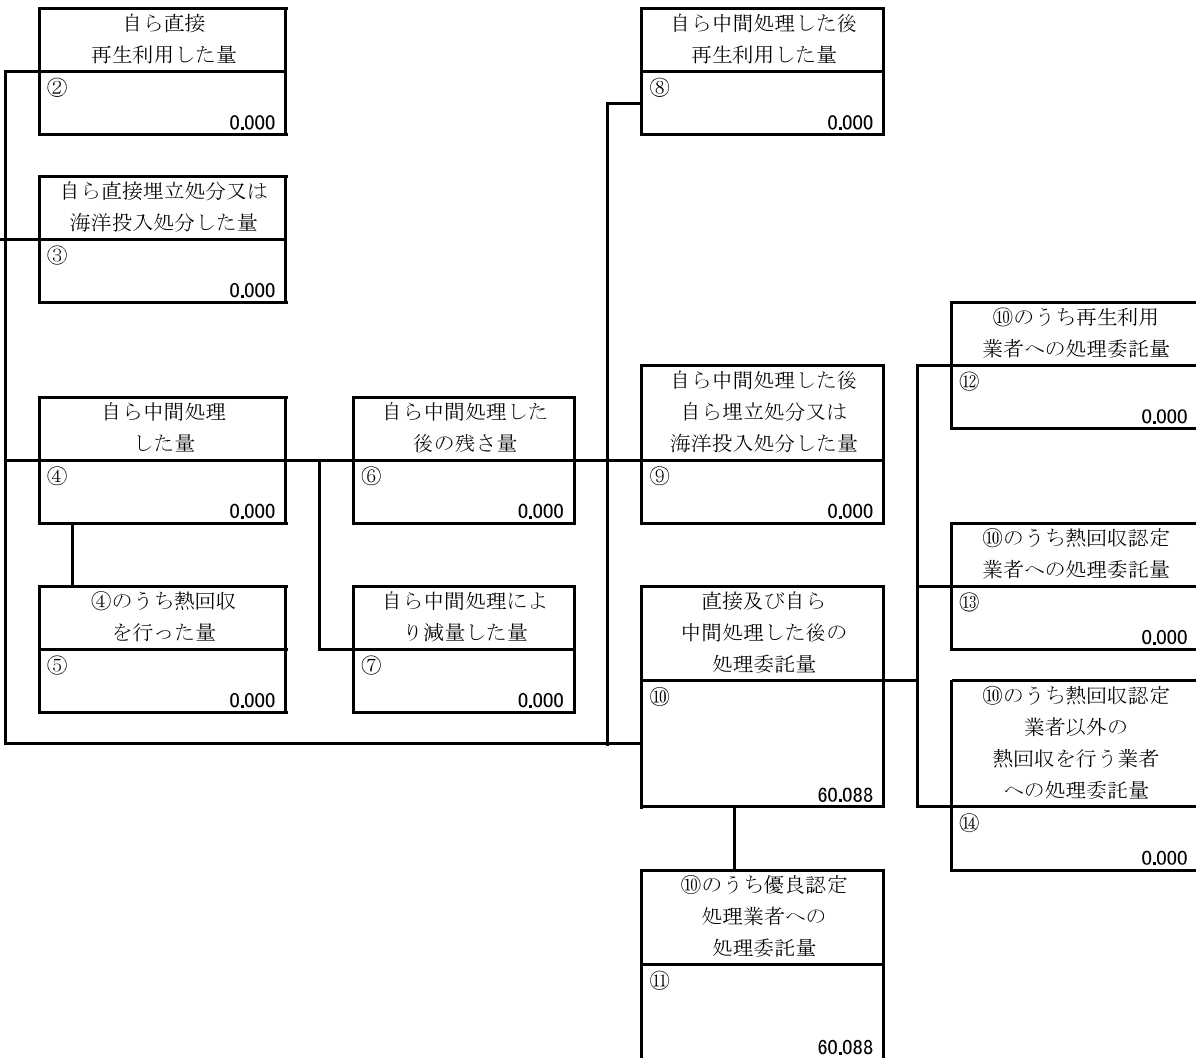 自ら直接
再生利用した量
②
0.000
自ら中間処理した後
再生利用した量
⑧
0.000
自ら直接埋立処分又は
海洋投入処分した量
③
0.000
⑩のうち再生利用
業者への処理委託量
⑫
0.000
自ら中間処理
した量
④
0.000
自ら中間処理した
後の残さ量
⑥
0.000
自ら中間処理した後
自ら埋立処分又は
海洋投入処分した量
⑨
0.000
⑩のうち熱回収認定
業者への処理委託量
⑬
0.000
④のうち熱回収
を行った量
⑤
0.000
自ら中間処理によ
り減量した量
⑦
0.000
直接及び自ら
中間処理した後の
処理委託量
⑩
60.088
⑩のうち熱回収認定
業者以外の
熱回収を行う業者
への処理委託量
⑭
0.000
⑩のうち優良認定
処理業者への
処理委託量
⑪
60.088